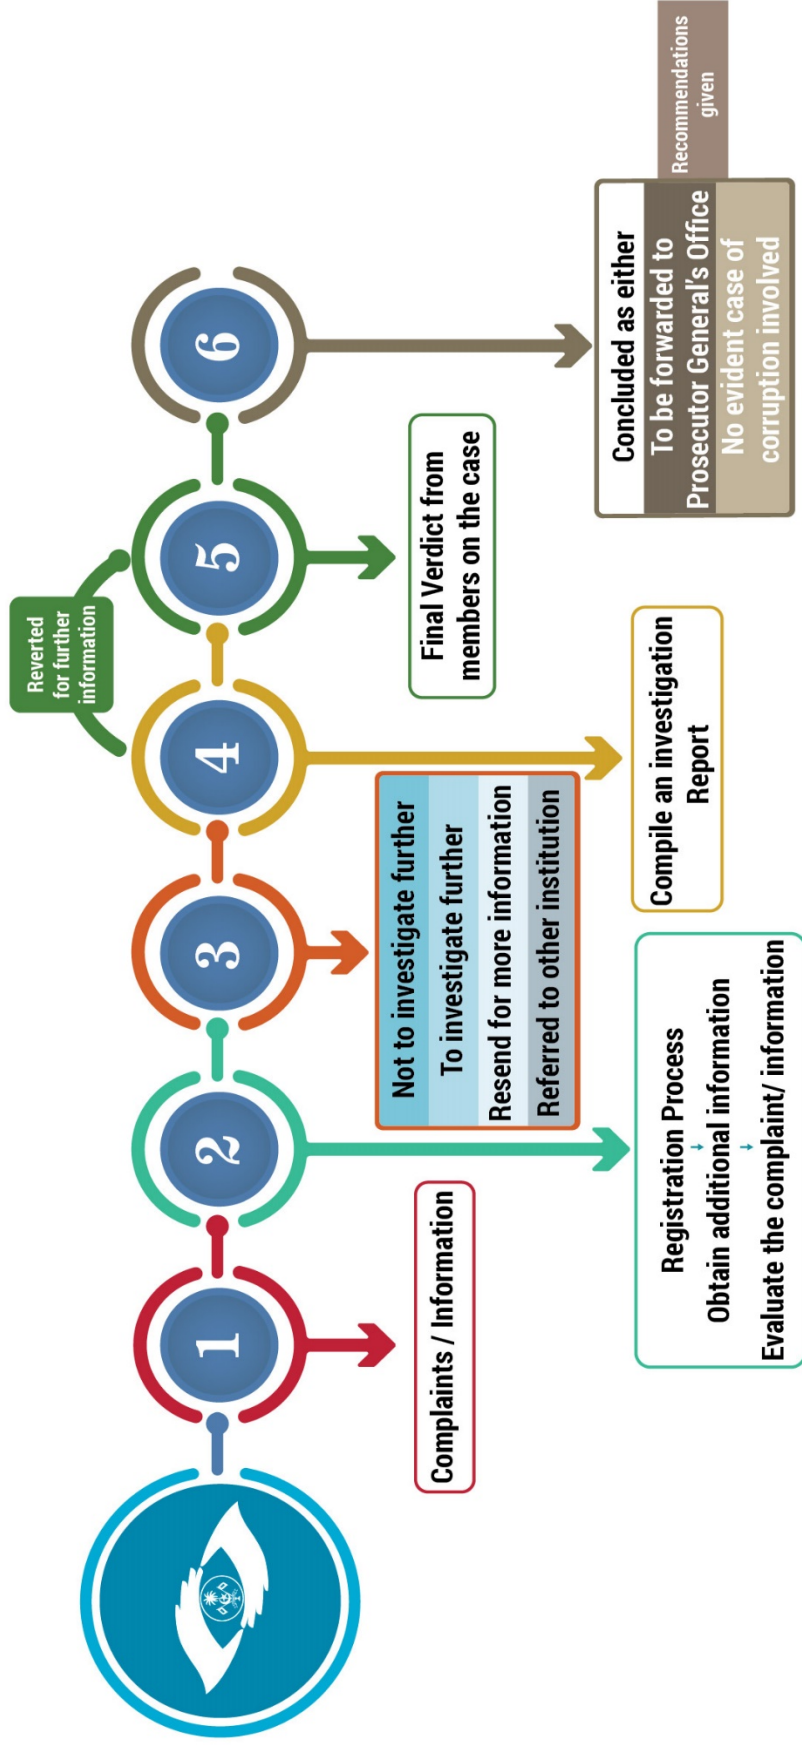 Reverted
for further
information
1
2
3
4
5
6
Complaints / Information
Registration Process
Obtain additional information
Evaluate the complaint/ information
Not to investigate further
To investigate further
Resend for more information
Referred to other institution
Compile an investigation
Report
Final Verdict from
members on the case
Concluded as either
To be forwarded to
Prosecutor General's Office
No evident case of
corruption involved
Recommendations
given